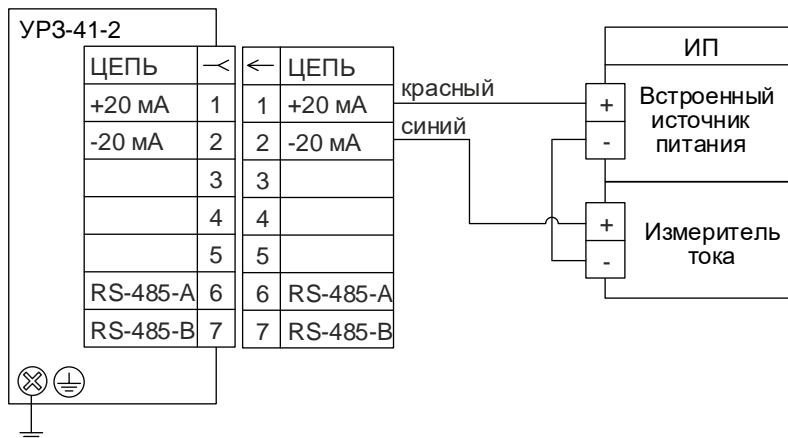 УРЗ-41-2
ЦЕПЬ ЦЕПЬ
+20 мА 1 1 +20 мА
-20 мА 2 2 -20 мА
3 3
4 4
5 5
RS-485-А 6 6 RS-485-А
RS-485-В 7 7 RS-485-В
красный
синий
ИП
+ Встроенный
источник
- питания
+ Измеритель
- тока